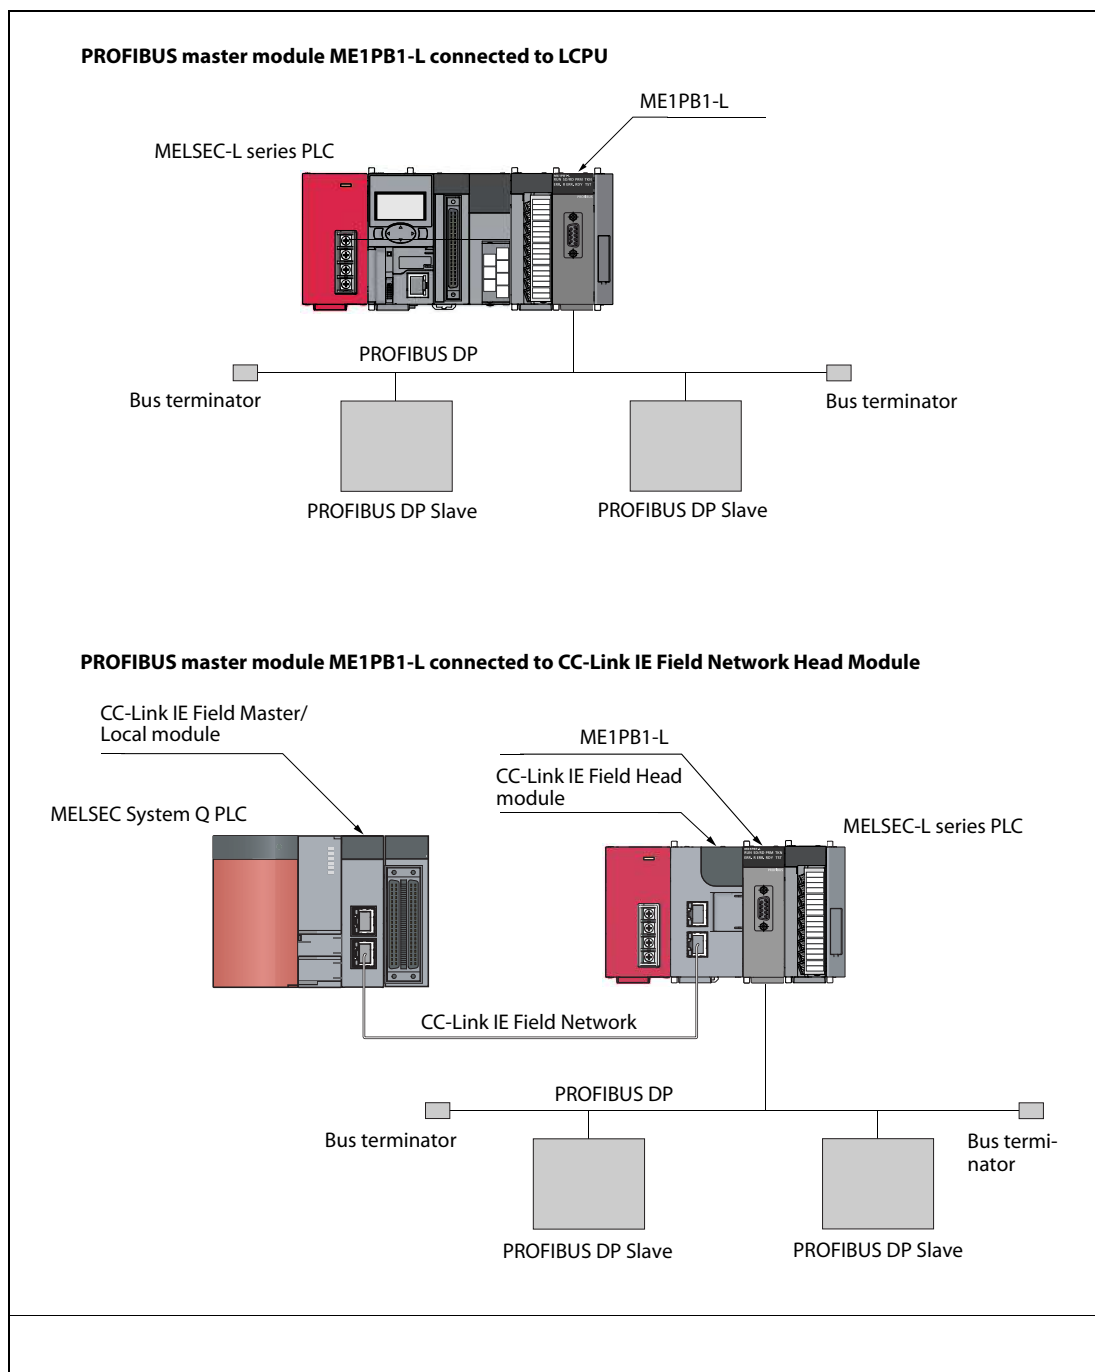 PROFIBUS master module ME1PB1-L connected to LCPU
ME1PB1-L
MELSEC-L series PLC
PROFIBUS DP
Bus terminator
Bus terminator
PROFIBUS DP Slave
PROFIBUS DP Slave
PROFIBUS master module ME1PB1-L connected to CC-Link IE Field Network Head Module
CC-Link IE Field Master/
Local module
ME1PB1-L
CC-Link IE Field Head
module
MELSEC System Q PLC
MELSEC-L series PLC
CC-Link IE Field Network
PROFIBUS DP
Bus terminator
Bus termi-
nator
PROFIBUS DP Slave
PROFIBUS DP Slave